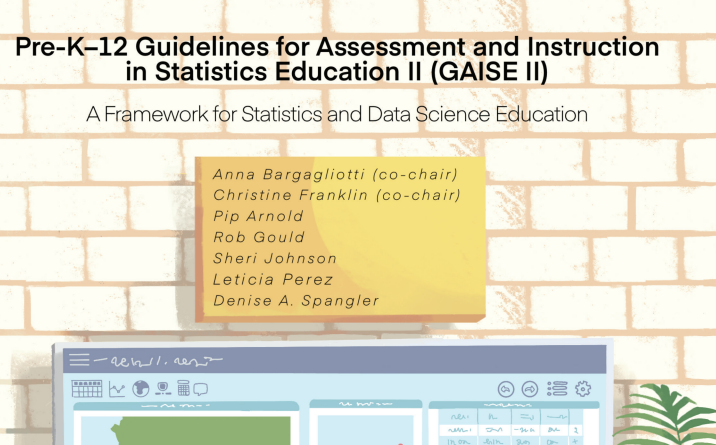 Pre-K–12 Guidelines for Assessment and Instruction
in Statistics Education II (GAISE II)
A Framework for Statistics and Data Science Education
Anna Bargagliotti (co-chair)
Christine Franklin (co-chair)
Pip Arnold
Rob Gould
Sheri Johnson
Leticia Perez
Denise A. Spangler